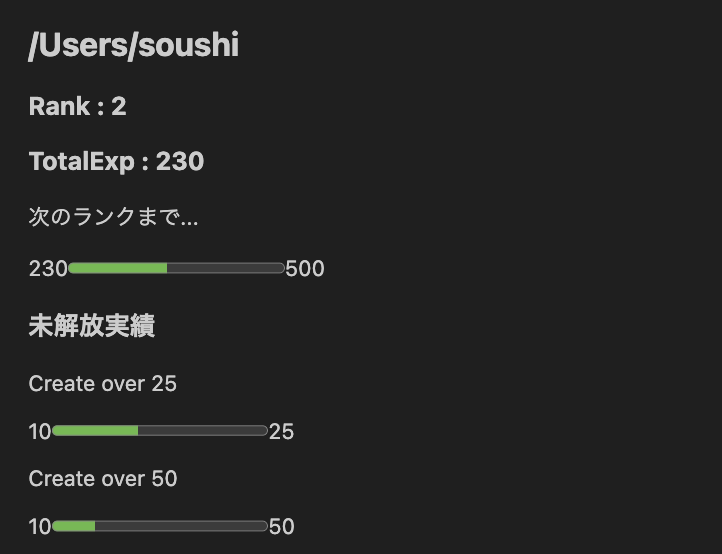 /Users/soushi
Rank : 2
TotalExp : 230
次のランクまで...
230 500
未解放実績
Create over 25
10 25
Create over 50
10 50